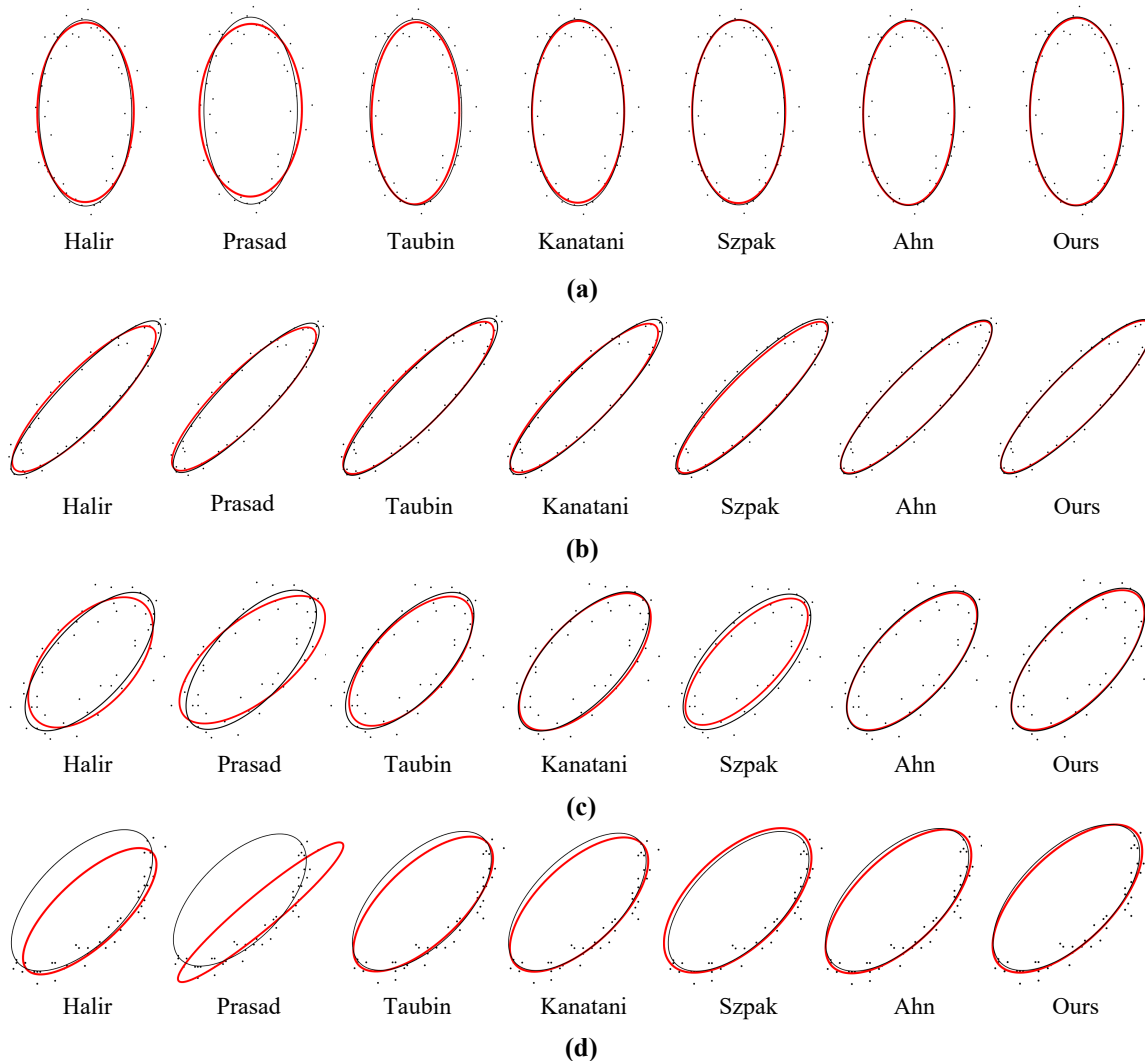 Halir Prasad Taubin Kanatani Szpak Ahn Ours
(a)
Halir Prasad Taubin Kanatani Szpak Ahn Ours
(b)
Halir Prasad Taubin Kanatani Szpak Ahn Ours
(c)
Halir Prasad Taubin Kanatani Szpak Ahn Ours
(d)